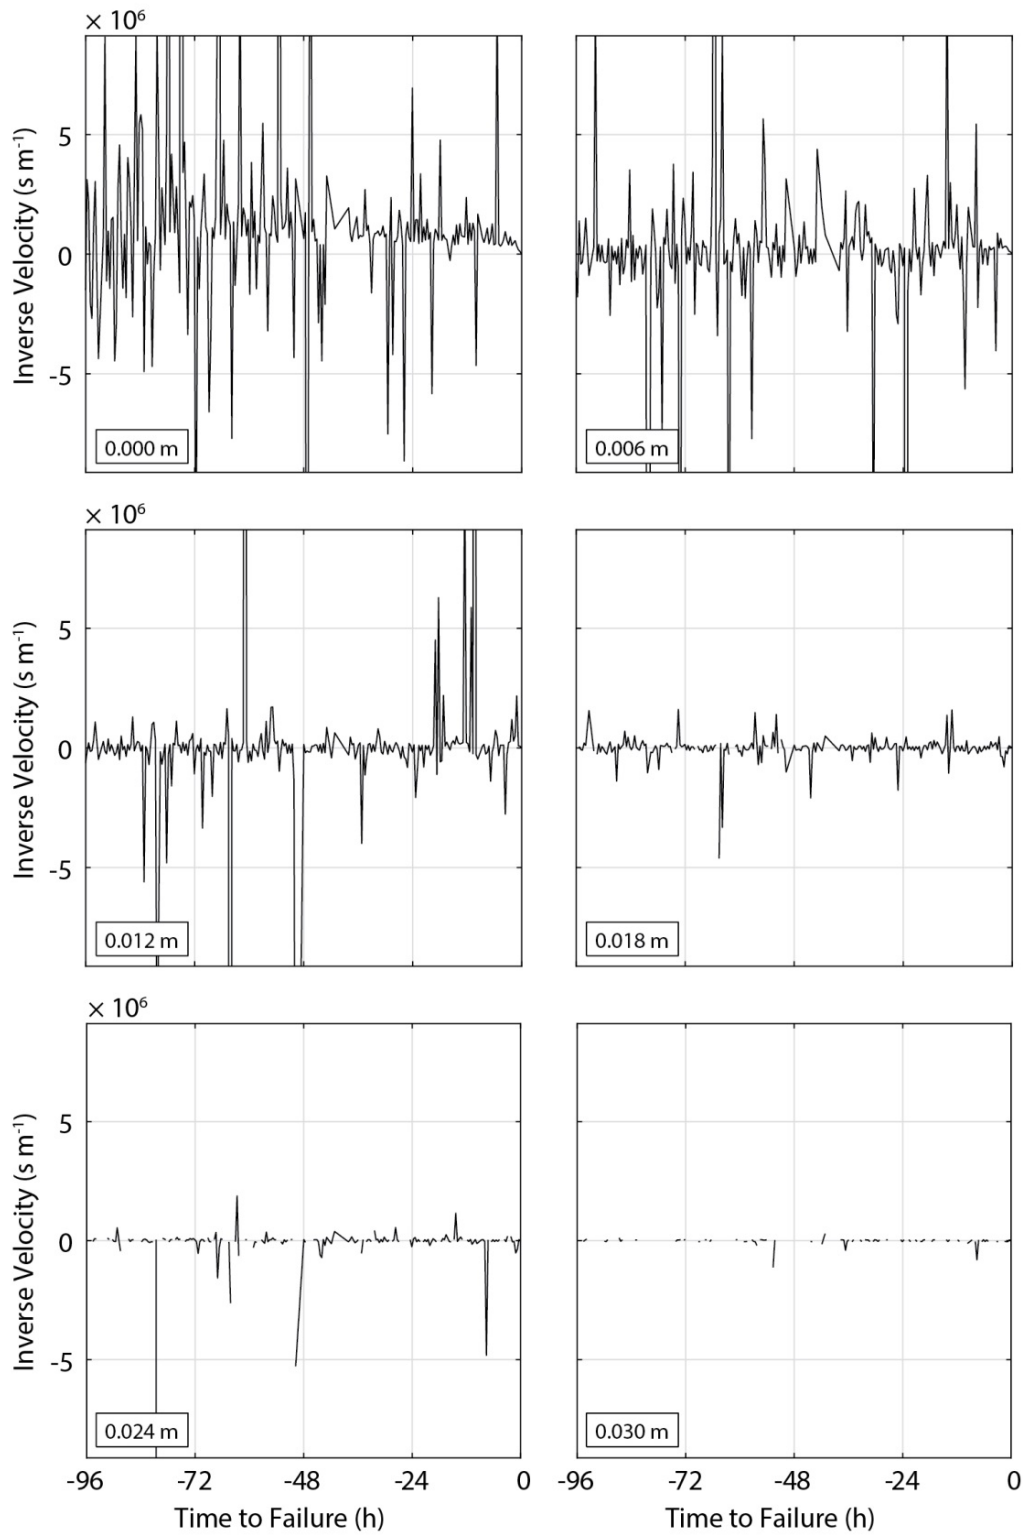 × 10⁶
Inverse Velocity (s m⁻¹)
5
0
-5
0.000 m
0.006 m
× 10⁶
Inverse Velocity (s m⁻¹)
5
0
-5
0.012 m
0.018 m
× 10⁶
Inverse Velocity (s m⁻¹)
5
0
-5
0.024 m
0.030 m
-96 -72 -48 -24 0
-96 -72 -48 -24 0
Time to Failure (h)
Time to Failure (h)